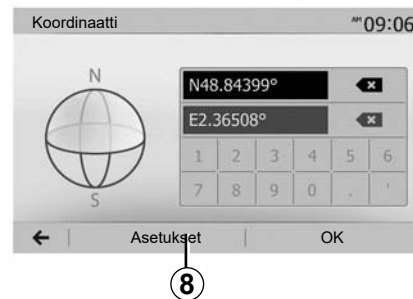 Koordinaatti AM 09:06
N
S
N48.84399°
E2.36508°
1 2 3 4 5 6
7 8 9 0 . '
Asetukset OK
8